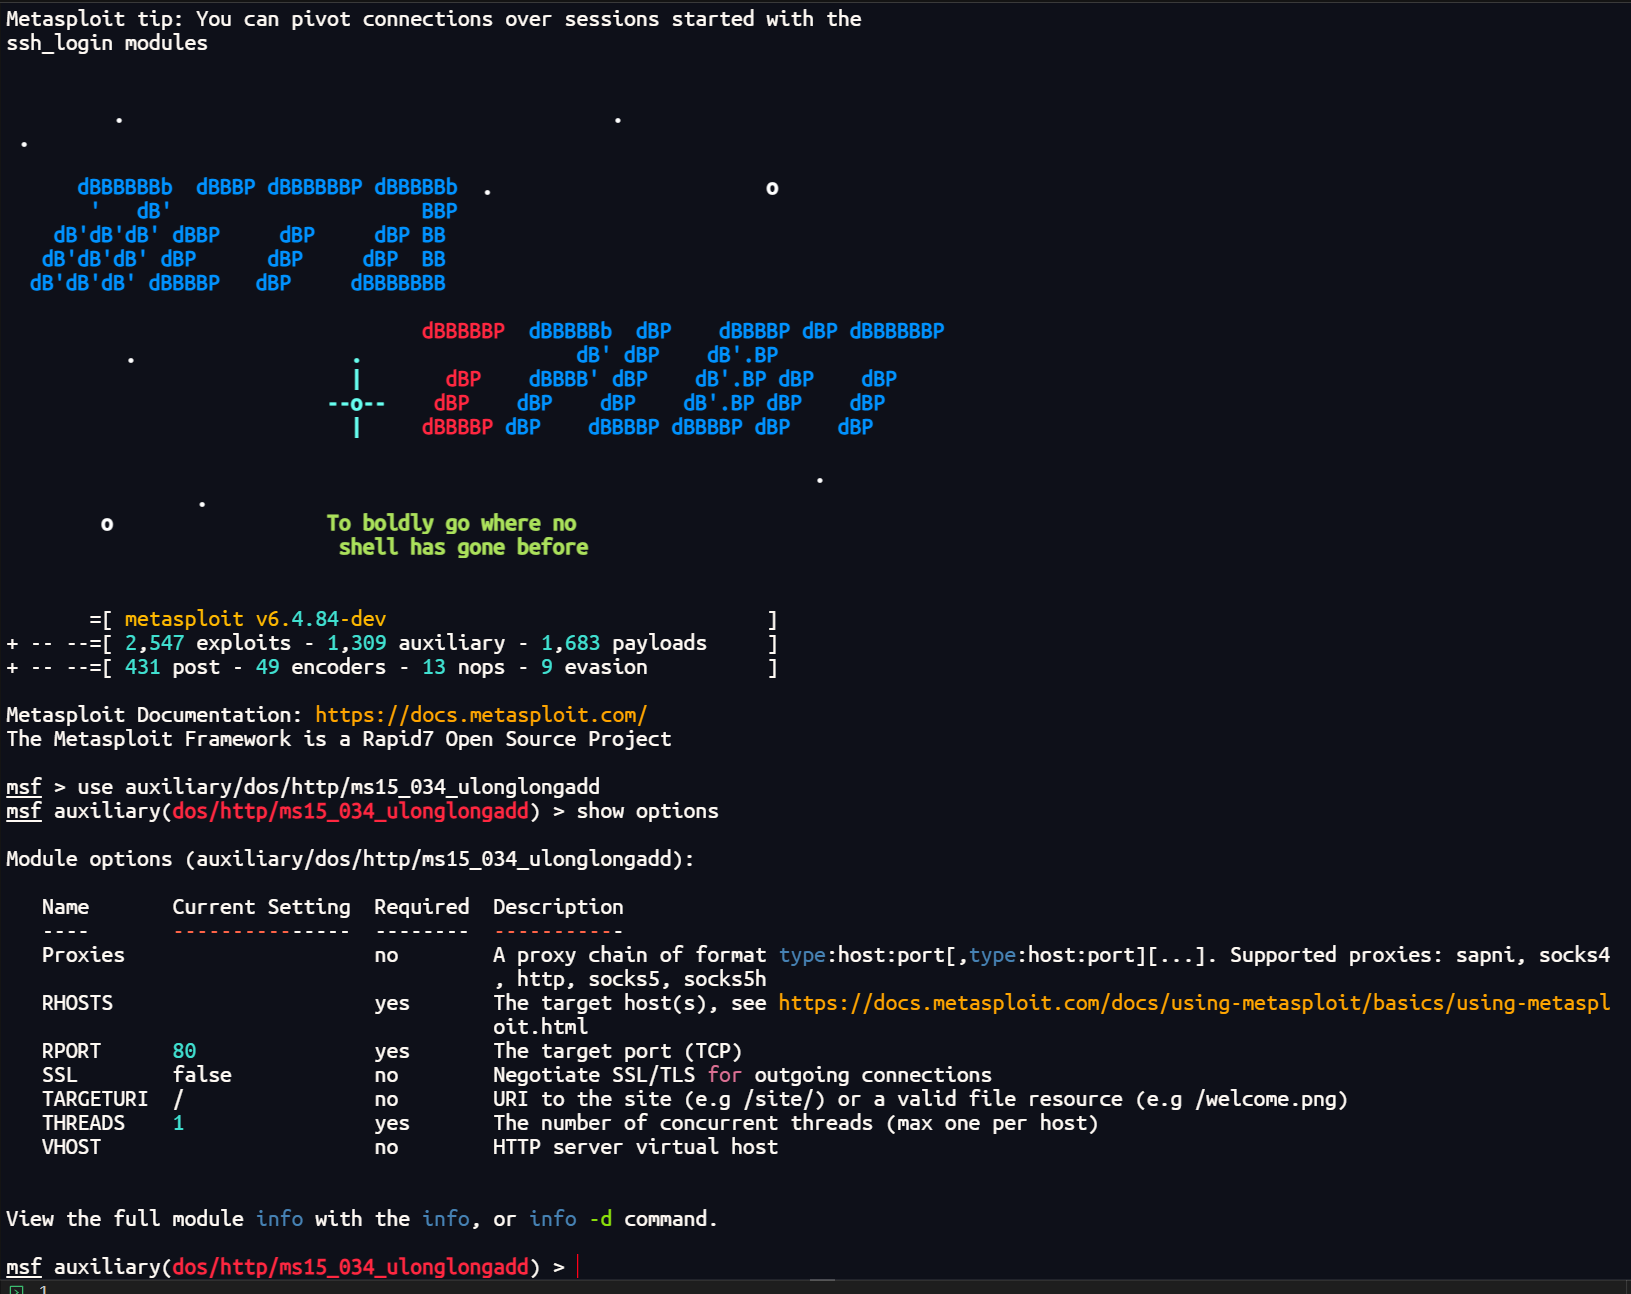 Metasploit tip: You can pivot connections over sessions started with the
ssh_login modules
dBBBBBBb  dBBBP dBBBBBBP dBBBBBb  .                       o
'   dB'                     BBP
dB'dB'dB' dBBP     dBP     dBP BB
dB'dB'dB' dBP      dBP     dBP  BB
dB'dB'dB' dBBBBP   dBP     dBBBBBBB
dBBBBBP  dBBBBBb  dBP    dBBBBP dBP dBBBBBBP
.                   .                  dB' dBP    dB'.BP
|       dBP    dBBBB' dBP    dB'.BP dBP    dBP
--o--    dBP    dBP    dBP    dB'.BP dBP    dBP
|     dBBBBP dBP    dBBBBP dBBBBP dBP    dBP
.
.
o                  To boldly go where no
shell has gone before
=[ metasploit v6.4.84-dev                                ]
+ -- --=[ 2,547 exploits - 1,309 auxiliary - 1,683 payloads     ]
+ -- --=[ 431 post - 49 encoders - 13 nops - 9 evasion          ]
Metasploit Documentation: https://docs.metasploit.com/
The Metasploit Framework is a Rapid7 Open Source Project
msf > use auxiliary/dos/http/ms15_034_ulonglongadd
msf auxiliary(dos/http/ms15_034_ulonglongadd) > show options
Module options (auxiliary/dos/http/ms15_034_ulonglongadd):
Name       Current Setting  Required  Description
----       ---------------  --------  -----------
Proxies                     no        A proxy chain of format type:host:port[,type:host:port][...]. Supported proxies: sapni, socks4
, http, socks5, socks5h
RHOSTS                      yes       The target host(s), see https://docs.metasploit.com/docs/using-metasploit/basics/using-metaspl
oit.html
RPORT      80               yes       The target port (TCP)
SSL        false            no        Negotiate SSL/TLS for outgoing connections
TARGETURI  /                no        URI to the site (e.g /site/) or a valid file resource (e.g /welcome.png)
THREADS    1                yes       The number of concurrent threads (max one per host)
VHOST                       no        HTTP server virtual host
View the full module info with the info, or info -d command.
msf auxiliary(dos/http/ms15_034_ulonglongadd) >